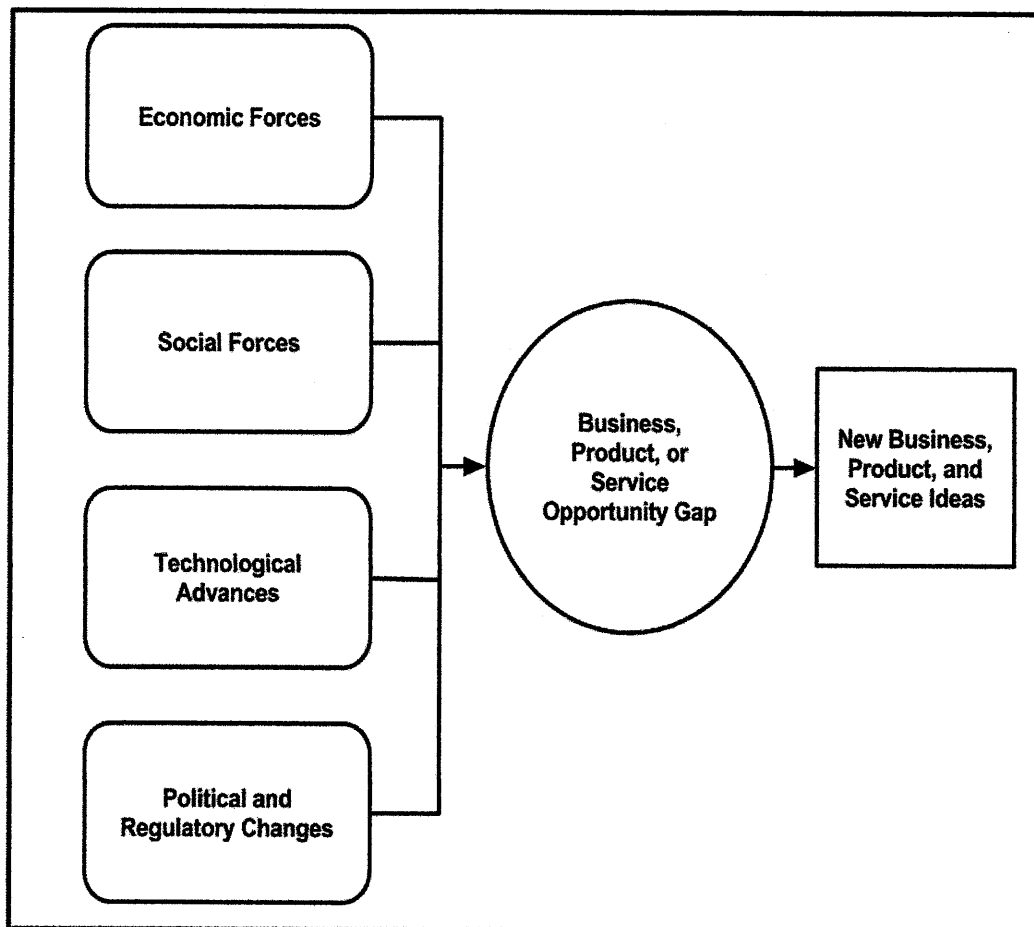 Economic Forces
Social Forces
Technological
Advances
Political and
Regulatory Changes
Business,
Product, or
Service
Opportunity Gap
New Business,
Product, and
Service Ideas